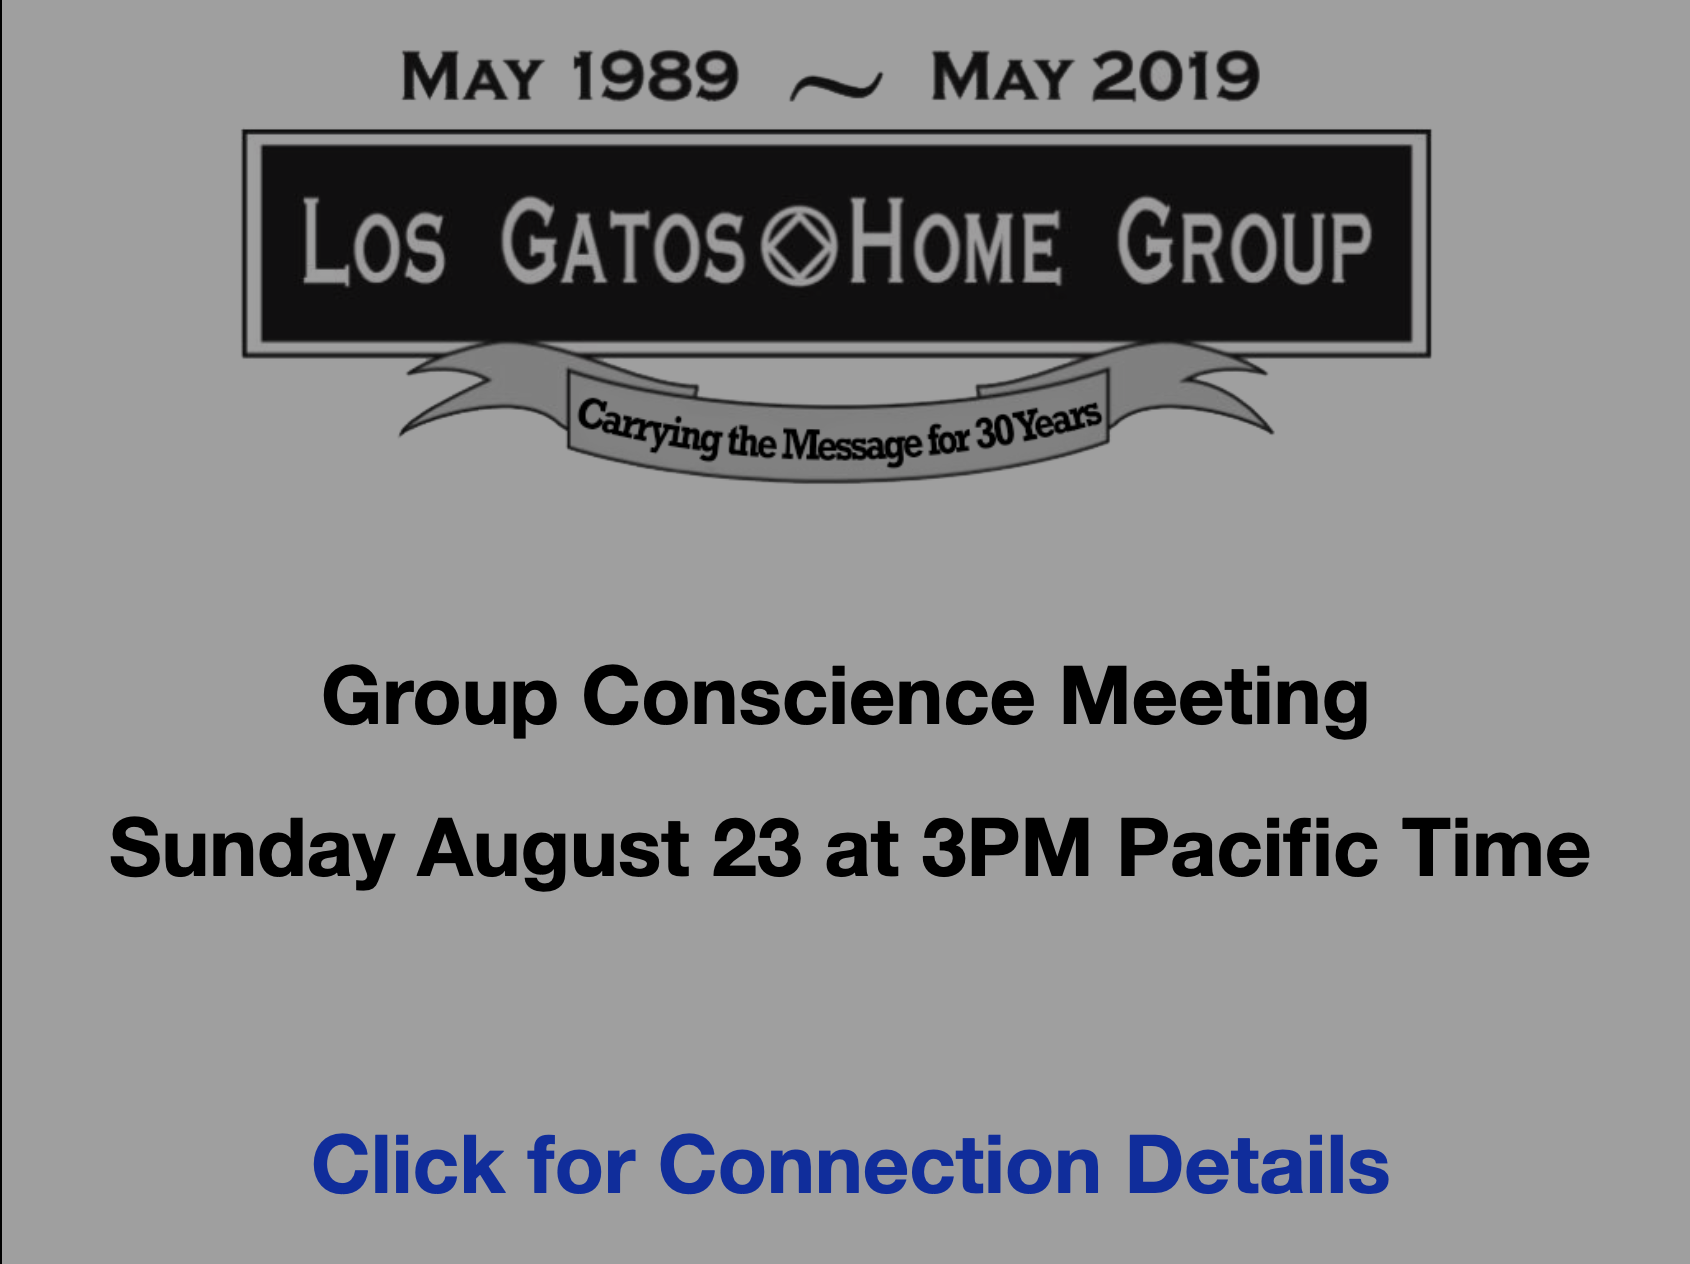 May 1989 ~ May 2019
Los Gatos Home Group
Carrying the Message for 30 Years
Group Conscience Meeting
Sunday August 23 at 3PM Pacific Time
Click for Connection Details